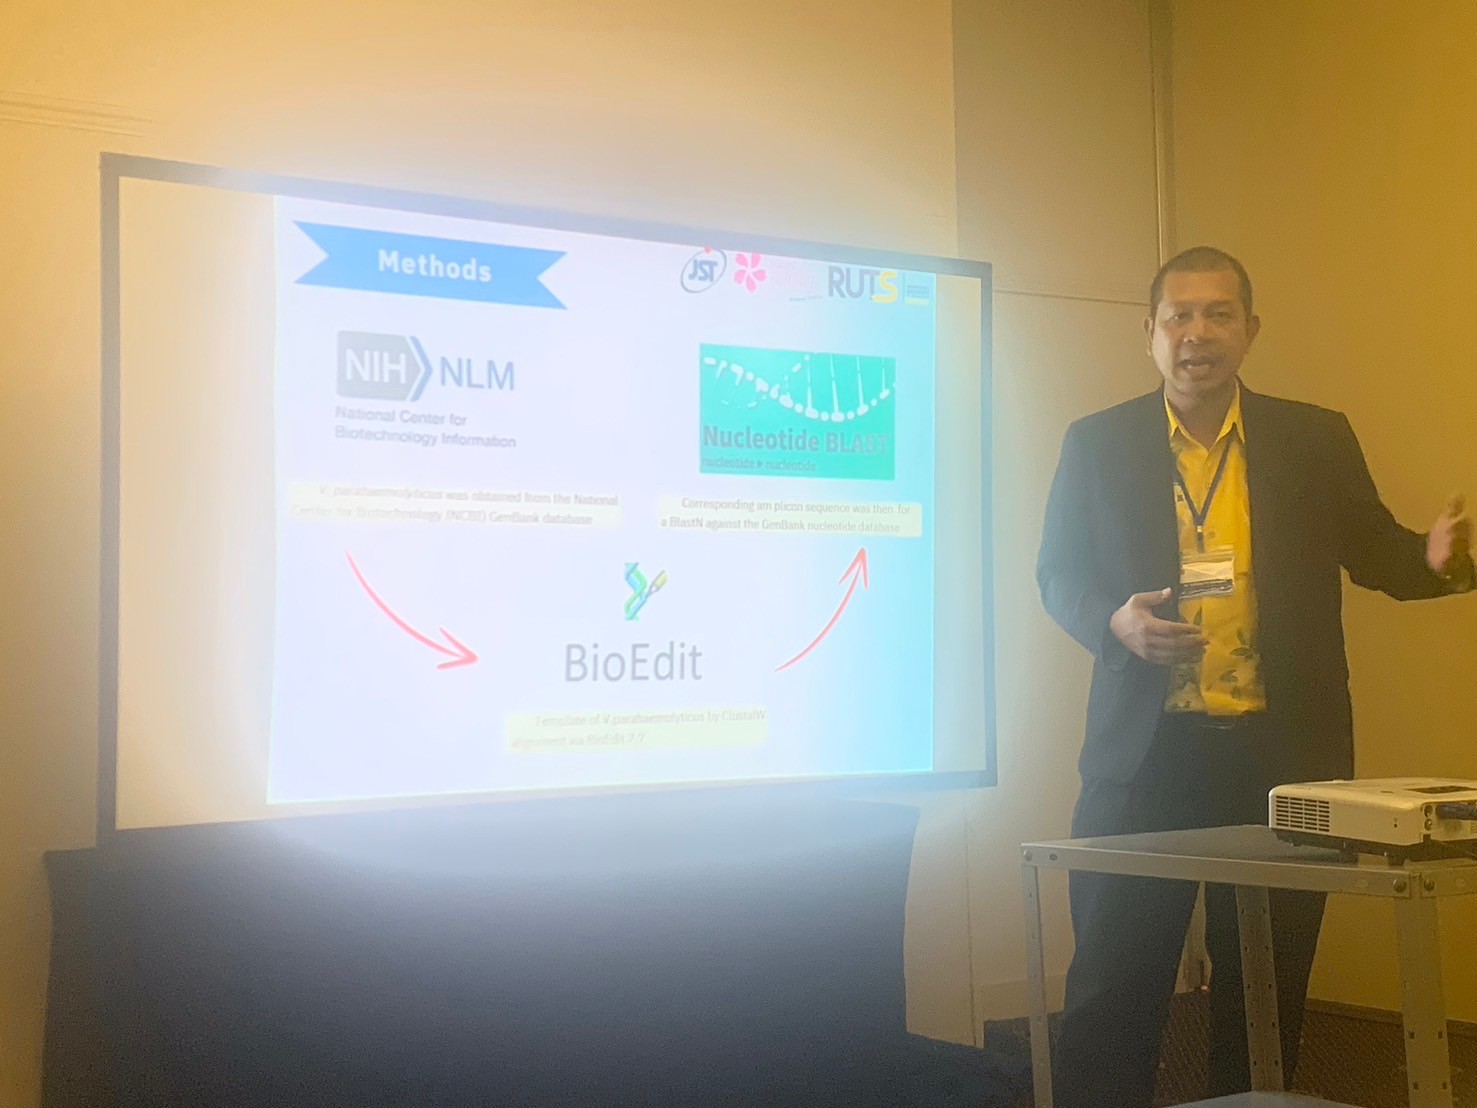 Methods
JST
RUTS
NIH NLM
National Center for
Biotechnology Information
Nucleotide BLAST
nucleotide ▸ nucleotide
V. parahaemolyticus was obtained from the National
Center for Biotechnology (NCBI) GenBank database
Corresponding am plicon sequence was then for
a BlastN against the GenBank nucleotide database
BioEdit
Template of V.parahaemolyticus by ClustalW
alignment via BioEdit 7.2